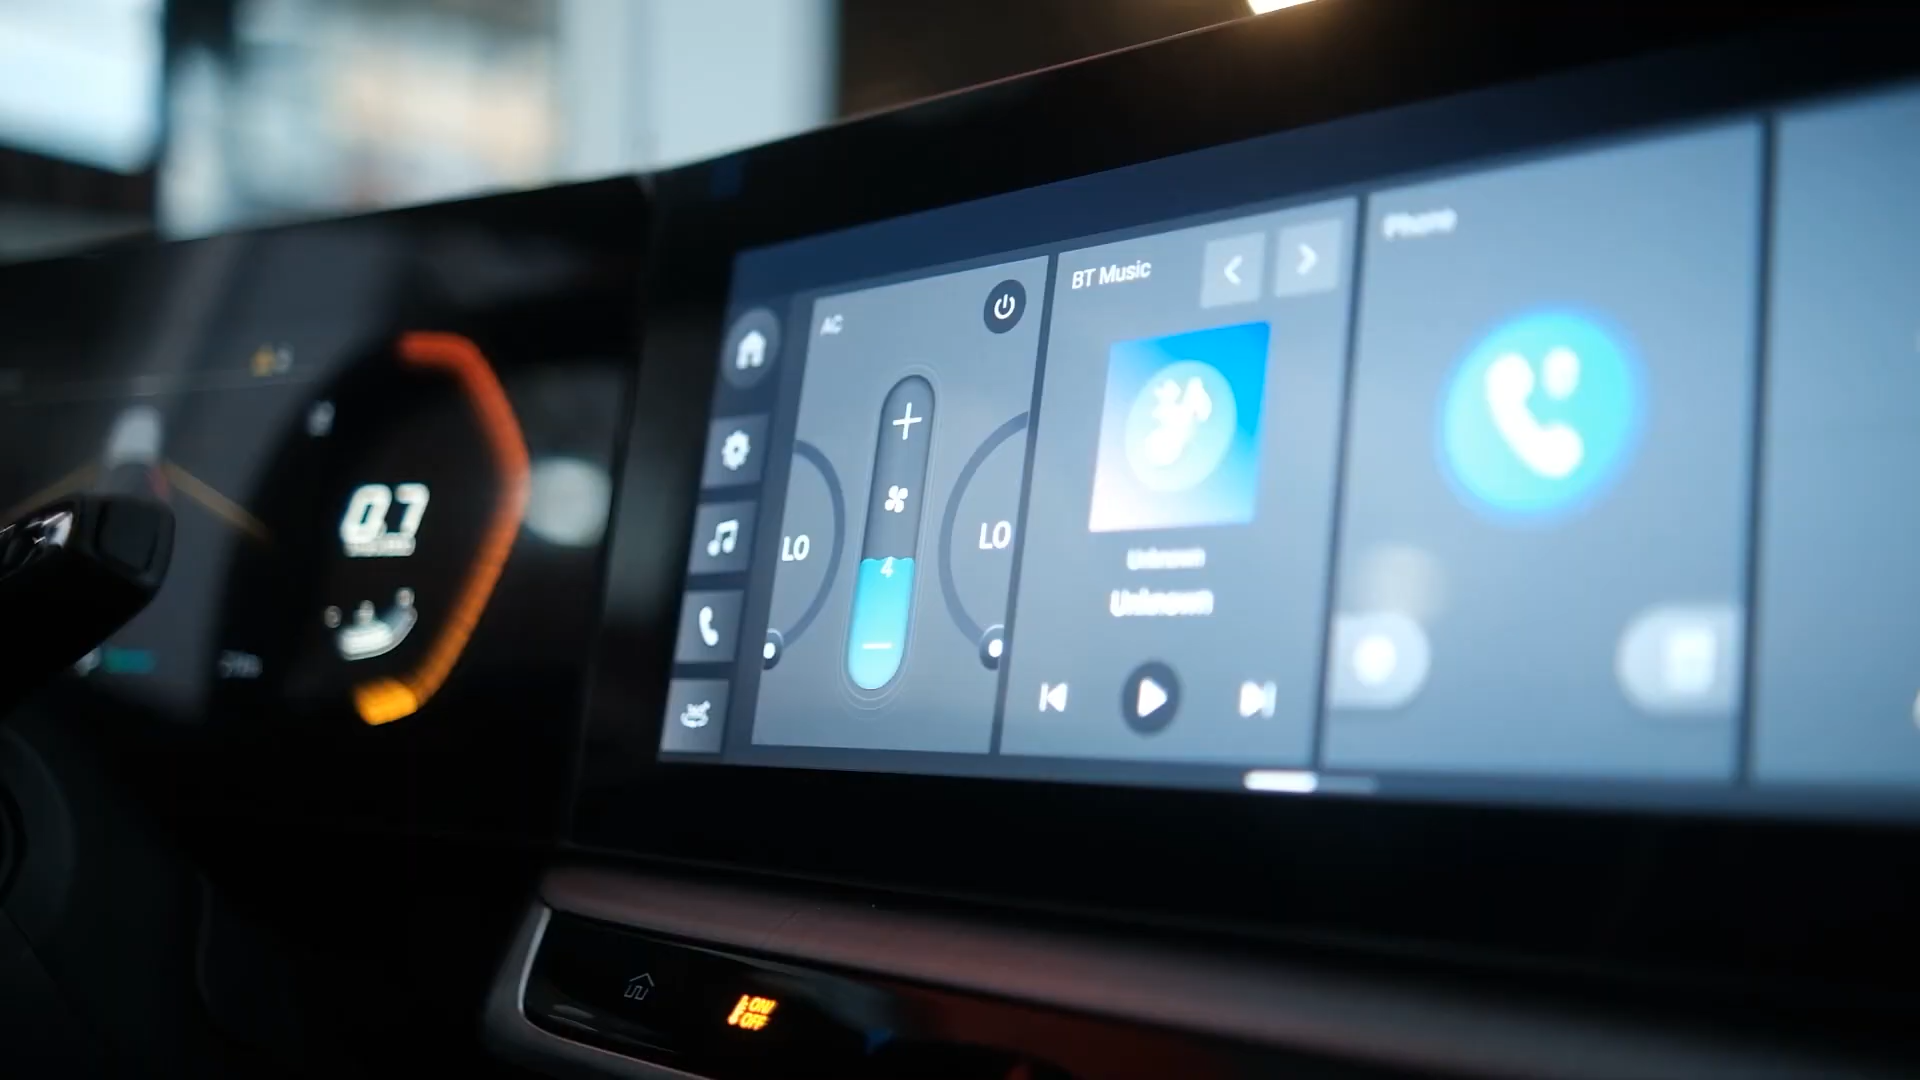 AC
BT Music
Phone
0.7
LO
4
LO
Unknown
Unknown
ON
OFF